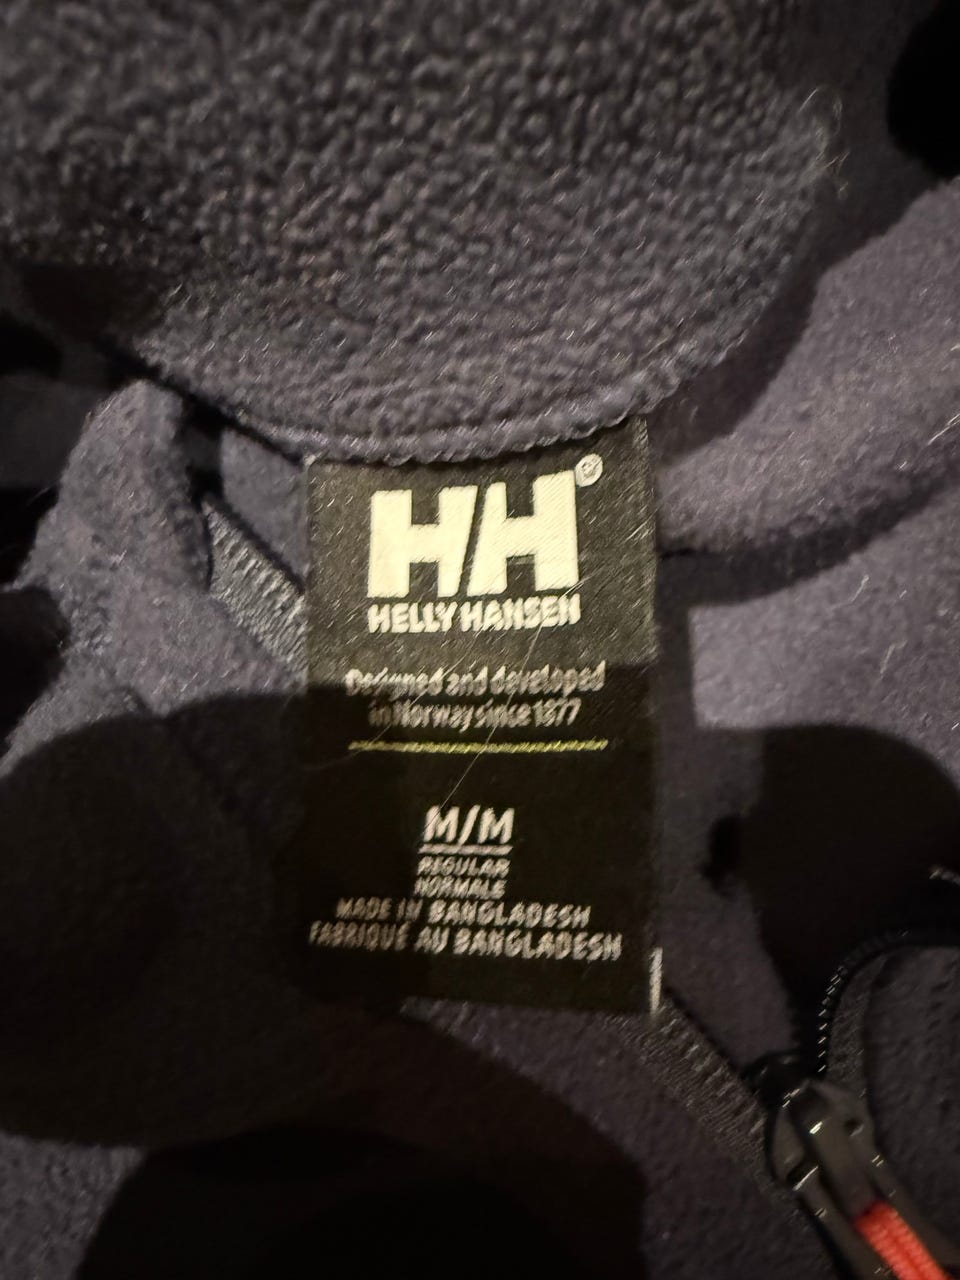 HH®
HELLY HANSEN
Designed and developed
in Norway since 1877
M/M
REGULAR
NORMALE
MADE IN BANGLADESH
FABRIQUÉ AU BANGLADESH